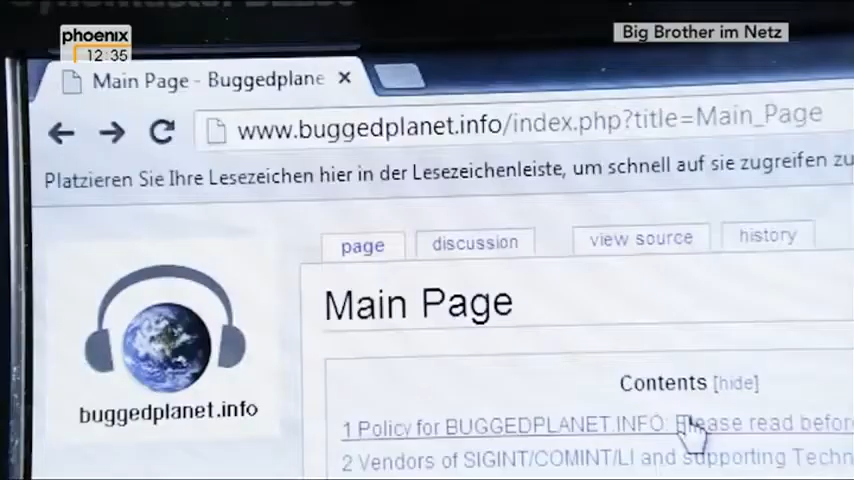 phoenix
12 35
Big Brother im Netz
Main Page - Buggedplane
www.buggedplanet.info/index.php?title=Main_Page
Platzieren Sie Ihre Lesezeichen hier in der Lesezeichenleiste, um schnell auf sie zugreifen zu
page discussion view source history
Main Page
buggedplanet.info
Contents [hide]
1 Policy for BUGGEDPLANET.INFO: Please read before
2 Vendors of SIGINT/COMINT/LI and supporting Techn